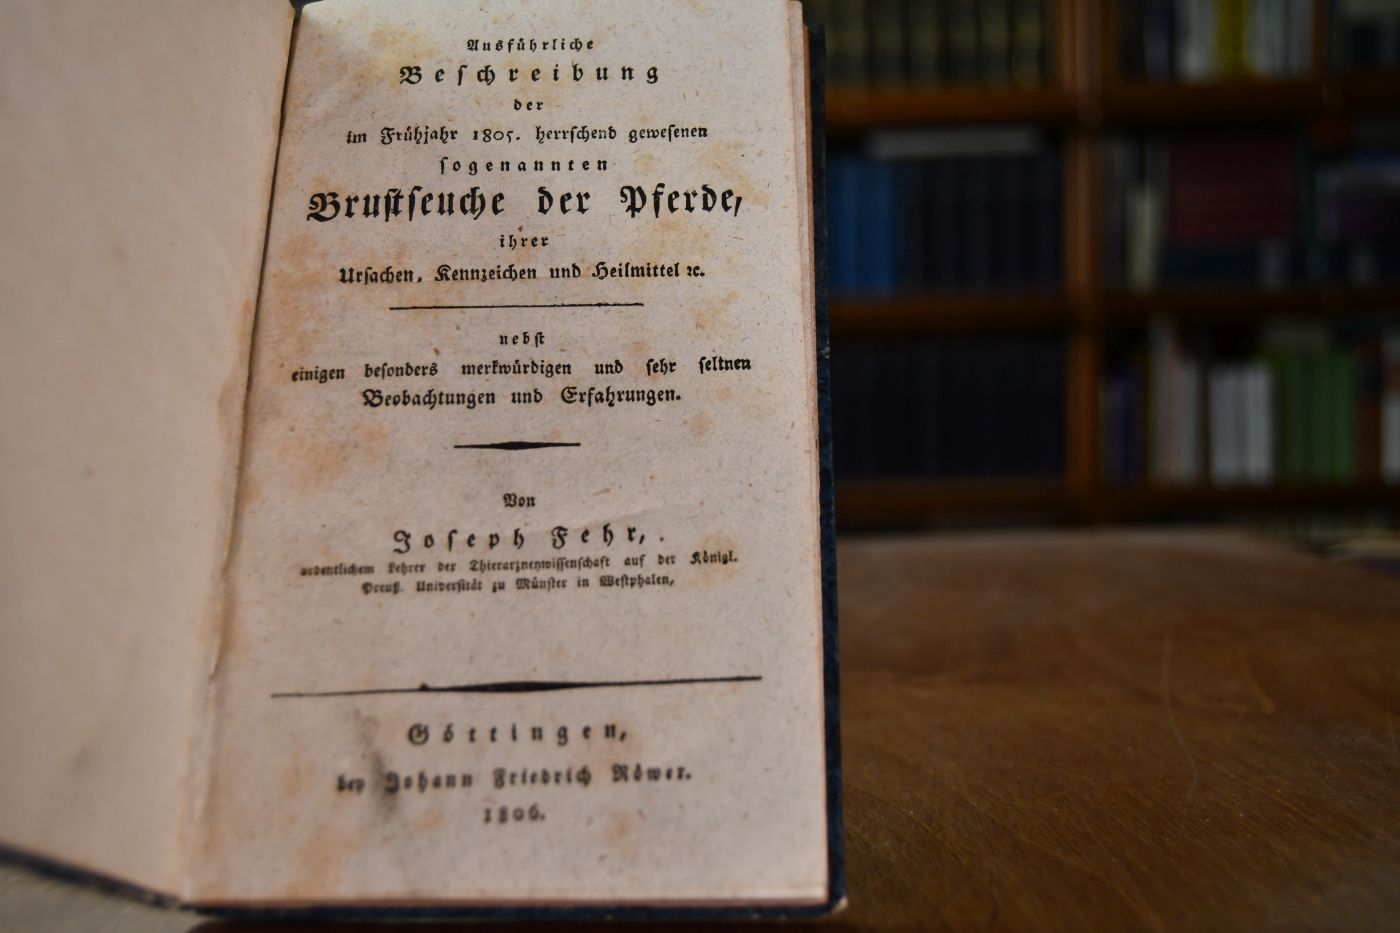 Ausführliche
Beſchreibung
der
im Frühjahr 1805. herrſchend geweſenen
ſogenannten
Bruſtſeuche der Pferde,
ihrer
Urſachen, Kennzeichen und Heilmittel ꝛc.
nebſt
einigen beſonders merkwürdigen und ſehr ſeltnen
Beobachtungen und Erfahrungen.
Von
Joſeph Fehr,
ordentlichem Lehrer der Thierarzneywiſſenſchaft auf der Königl.
Preuß. Univerſität zu Münſter in Weſtphalen,
Göttingen,
bey Johann Friedrich Röwer.
1806.